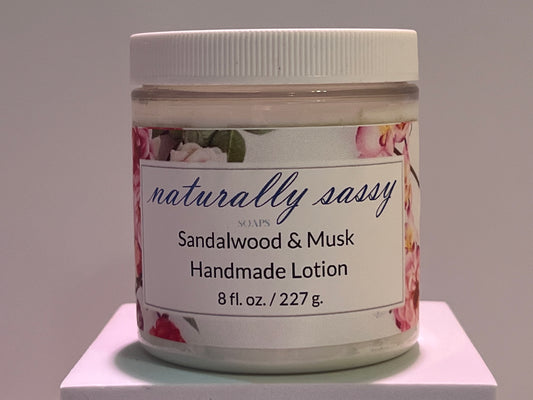 naturally sassy
SOAPS
Sandalwood & Musk
Handmade Lotion
8 fl. oz. / 227 g.